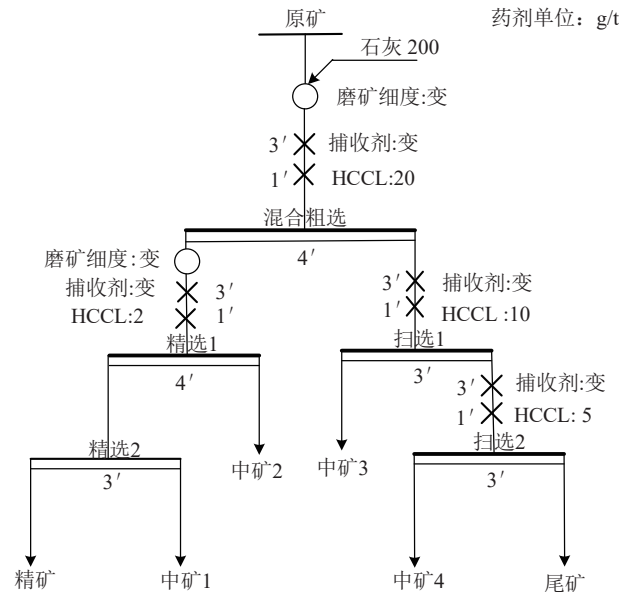 原矿
药剂单位：g/t
石灰 200
磨矿细度:变
3′ 捕收剂:变
1′ HCCL:20
混合粗选
4′
磨矿细度:变
捕收剂:变 3′
HCCL:2 1′
3′ 捕收剂:变
1′ HCCL :10
精选1
4′
扫选1
3′
3′ 捕收剂:变
1′ HCCL: 5
精选2
3′
中矿2
中矿3
扫选2
3′
精矿
中矿1
中矿4
尾矿